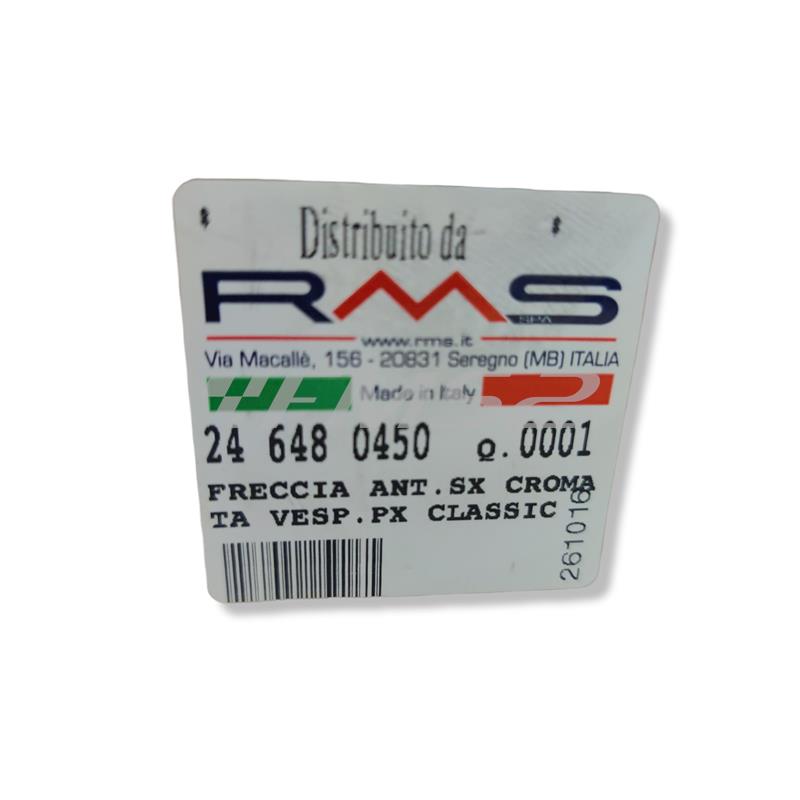 Distribuito da
RMS
SPA
www.rms.it
Via Macallè, 156 - 20831 Seregno (MB) ITALIA
Made in Italy
24 648 0450 Q.0001
FRECCIA ANT.SX CROMA
TA VESP.PX CLASSIC
261016